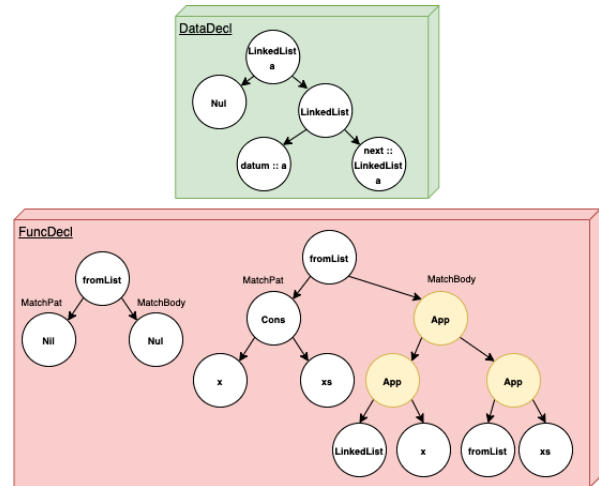 DataDecl
LinkedList
a
Nul
LinkedList
datum :: a
next ::
LinkedList
a
FuncDecl
fromList
MatchPat
MatchBody
Nil
Nul
fromList
MatchPat
MatchBody
Cons
App
x
xs
App
App
LinkedList
x
fromList
xs